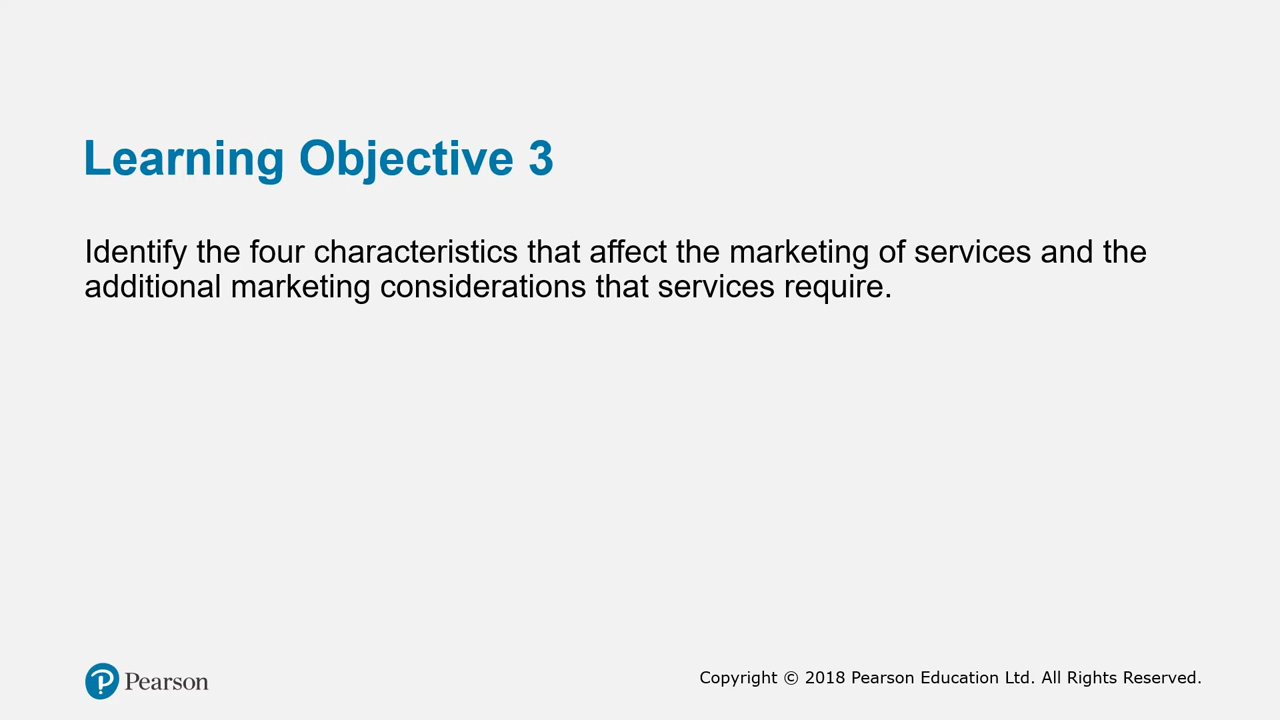 Learning Objective 3
Identify the four characteristics that affect the marketing of services and the
additional marketing considerations that services require.
Pearson
Copyright © 2018 Pearson Education Ltd. All Rights Reserved.